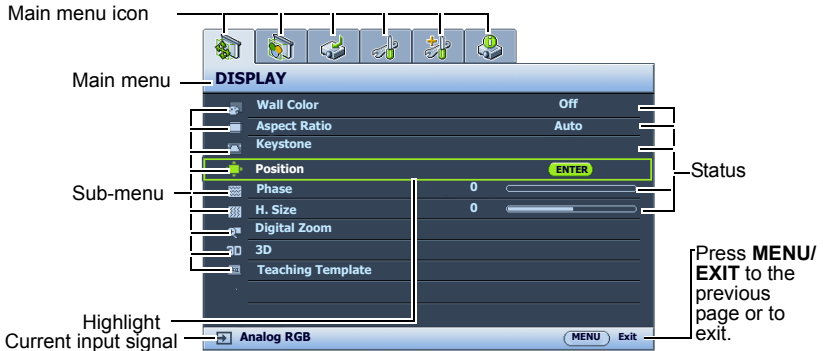 Main menu icon
Main menu
DISPLAY
Wall Color Off
Aspect Ratio Auto
Keystone
Position ENTER
Sub-menu
Phase 0
H. Size 0
Digital Zoom
3D 3D
Teaching Template
Status
Press MENU/
EXIT to the
previous
page or to
exit.
Highlight
Current input signal
Analog RGB
MENU Exit